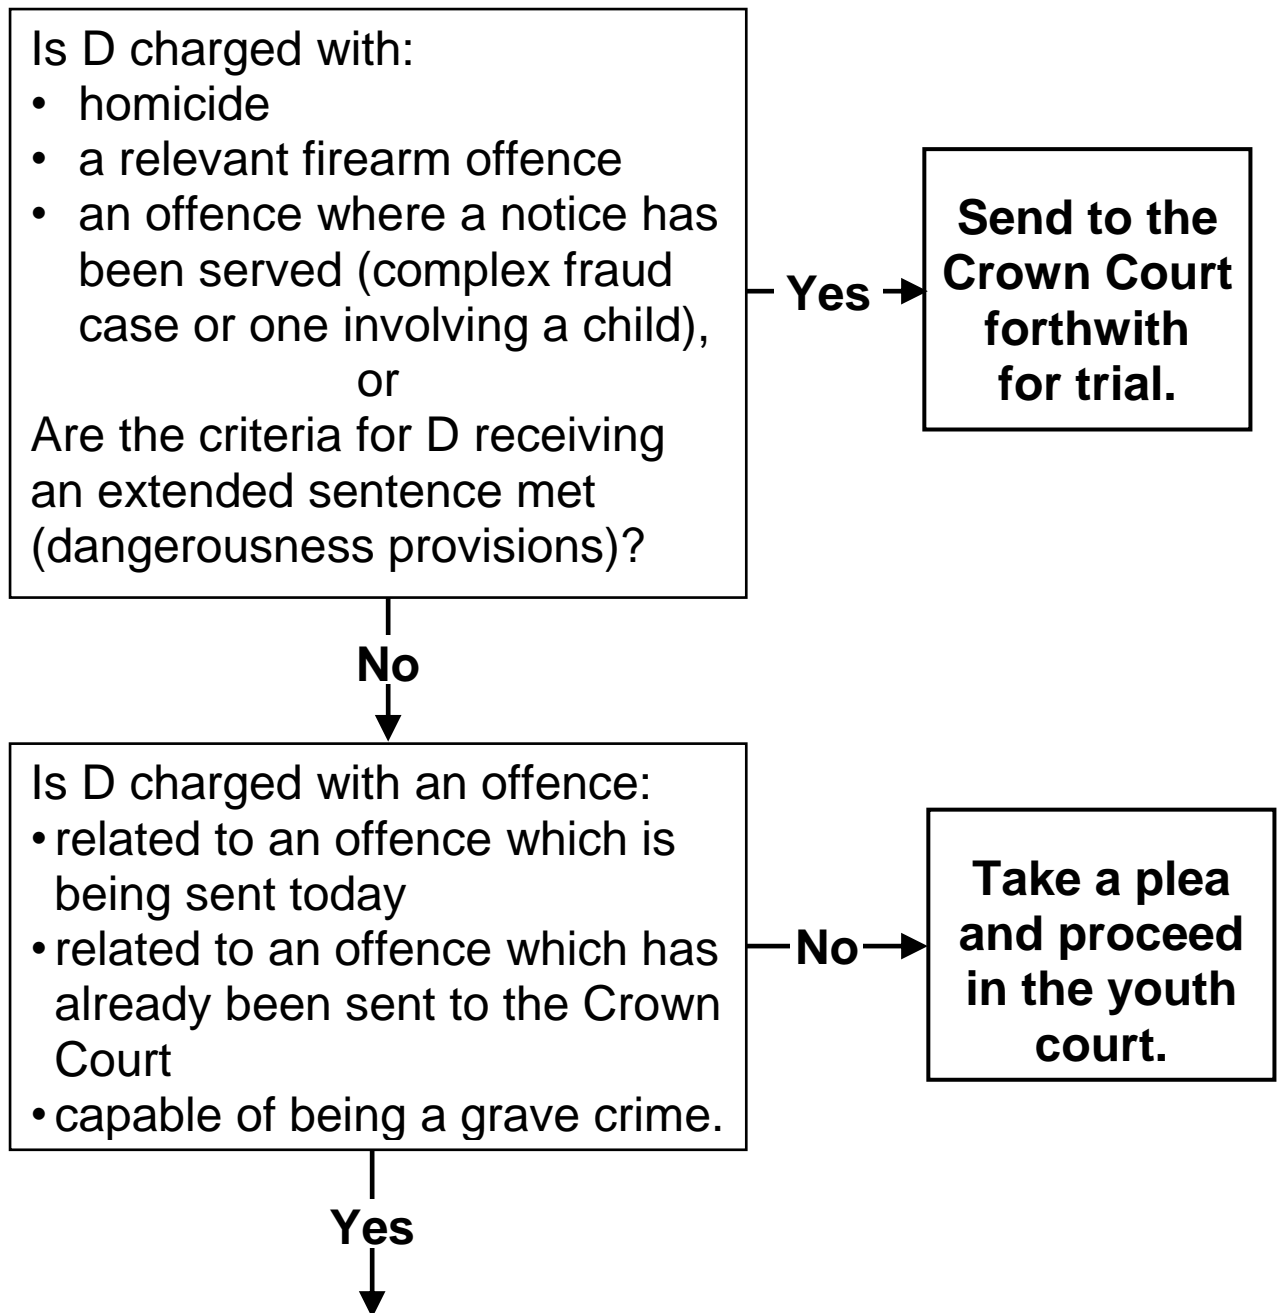 Is D charged with:
• homicide
• a relevant firearm offence
• an offence where a notice has
been served (complex fraud
case or one involving a child),
or
Are the criteria for D receiving
an extended sentence met
(dangerousness provisions)?
Yes
Send to the
Crown Court
forthwith
for trial.
No
Is D charged with an offence:
• related to an offence which is
being sent today
• related to an offence which has
already been sent to the Crown
Court
• capable of being a grave crime.
No
Take a plea
and proceed
in the youth
court.
Yes